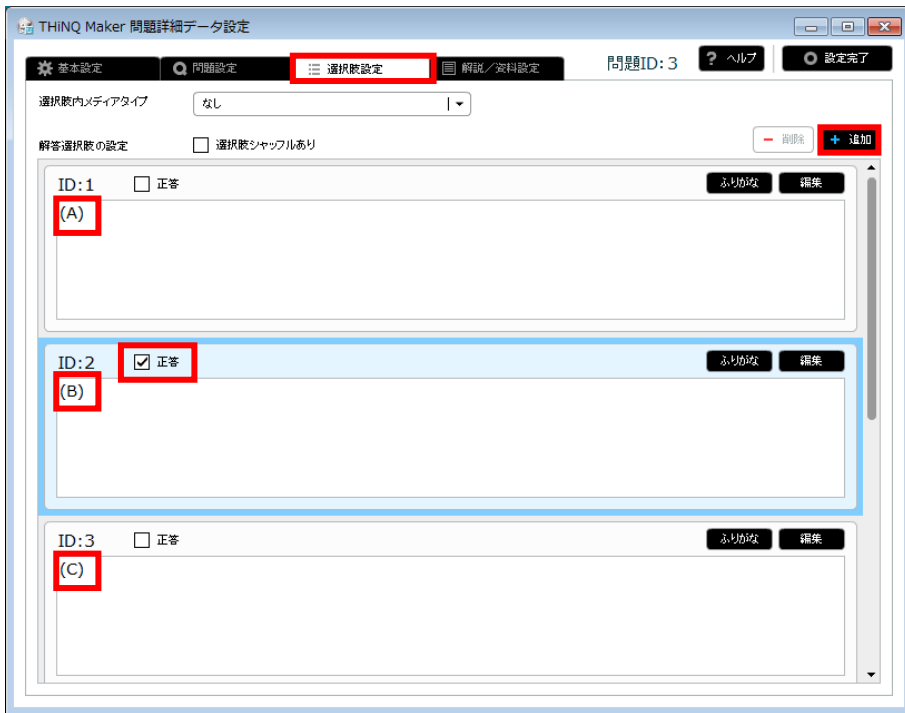 THiNQ Maker 問題詳細データ設定
基本設定 問題設定 選択肢設定 解説／資料設定 問題ID: 3 ? ヘルプ 設定完了
選択肢内メディアタイプ なし
解答選択肢の設定 選択肢シャッフルあり − 削除 + 追加
ID:1 正答 ふりがな 編集
(A)
ID:2 正答 ふりがな 編集
(B)
ID:3 正答 ふりがな 編集
(C)